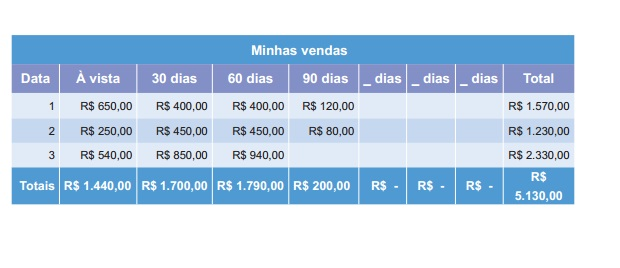 Minhas vendas
Data À vista 30 dias 60 dias 90 dias _ dias _ dias _ dias Total
1 R$ 650,00 R$ 400,00 R$ 400,00 R$ 120,00 R$ 1.570,00
2 R$ 250,00 R$ 450,00 R$ 450,00 R$ 80,00 R$ 1.230,00
3 R$ 540,00 R$ 850,00 R$ 940,00 R$ 2.330,00
Totais R$ 1.440,00 R$ 1.700,00 R$ 1.790,00 R$ 200,00 R$ - R$ - R$ - R$
5.130,00